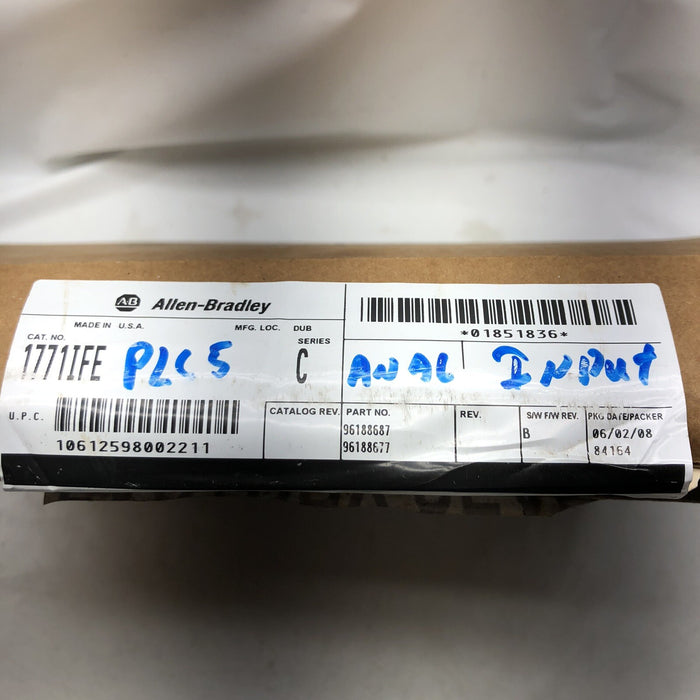 AB Allen-Bradley
*01851836*
MADE IN U.S.A. MFG. LOC. DUB
CAT. NO. SERIES
1771IFE PLC5 C ANAL INPUT
U.P.C. CATALOG REV. PART NO. REV. S/W F/W REV. PKG DATE/PACKER
96188687 B 06/02/08
10612598002211 96188677 84164